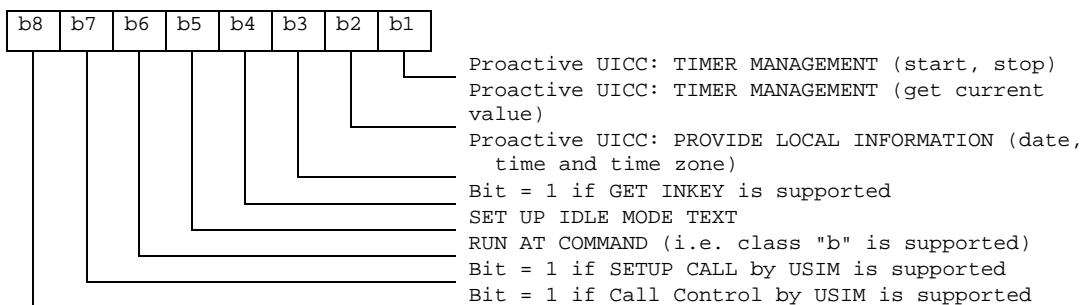 b8 b7 b6 b5 b4 b3 b2 b1
Proactive UICC: TIMER MANAGEMENT (start, stop)
Proactive UICC: TIMER MANAGEMENT (get current
value)
Proactive UICC: PROVIDE LOCAL INFORMATION (date,
time and time zone)
Bit = 1 if GET INKEY is supported
SET UP IDLE MODE TEXT
RUN AT COMMAND (i.e. class "b" is supported)
Bit = 1 if SETUP CALL by USIM is supported
Bit = 1 if Call Control by USIM is supported